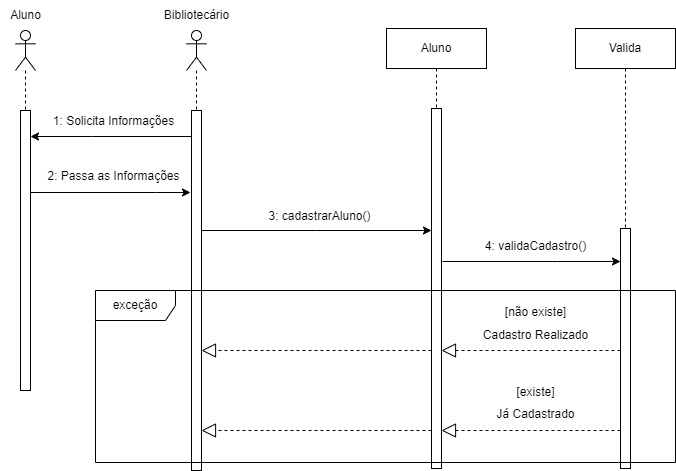 Aluno
Bibliotecário
Aluno
Valida
1: Solicita Informações
2: Passa as Informações
3: cadastrarAluno()
4: validaCadastro()
exceção
[não existe]
Cadastro Realizado
[existe]
Já Cadastrado